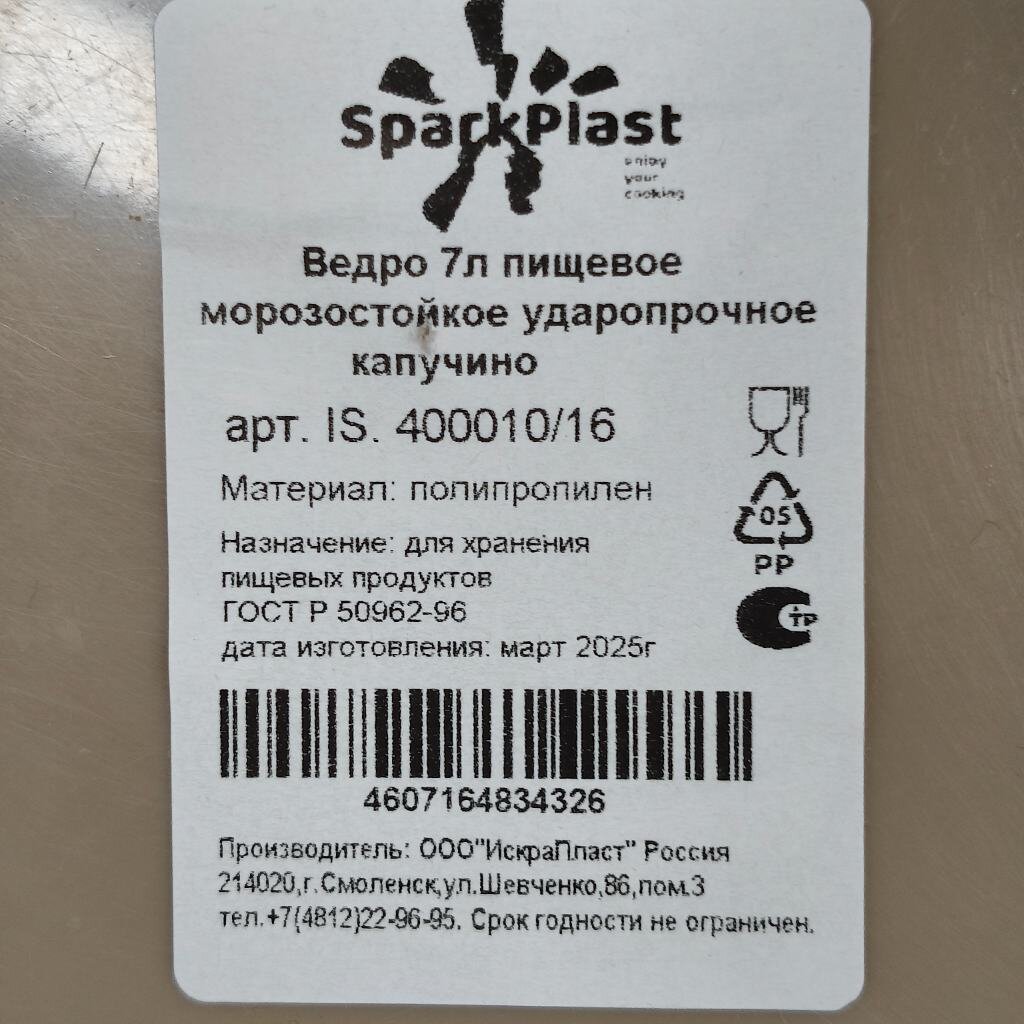 SparkPlast
enjoy
your
cooking
Ведро 7л пищевое
морозостойкое ударопрочное
капучино
арт. IS. 400010/16
Материал: полипропилен
05
PP
Назначение: для хранения
пищевых продуктов
ГОСТ Р 50962-96
дата изготовления: март 2025г
ТР
4607164834326
Производитель: ООО"ИскраПласт" Россия
214020,г.Смоленск,ул.Шевченко,86,пом.3
тел.+7(4812)22-96-95. Срок годности не ограничен.